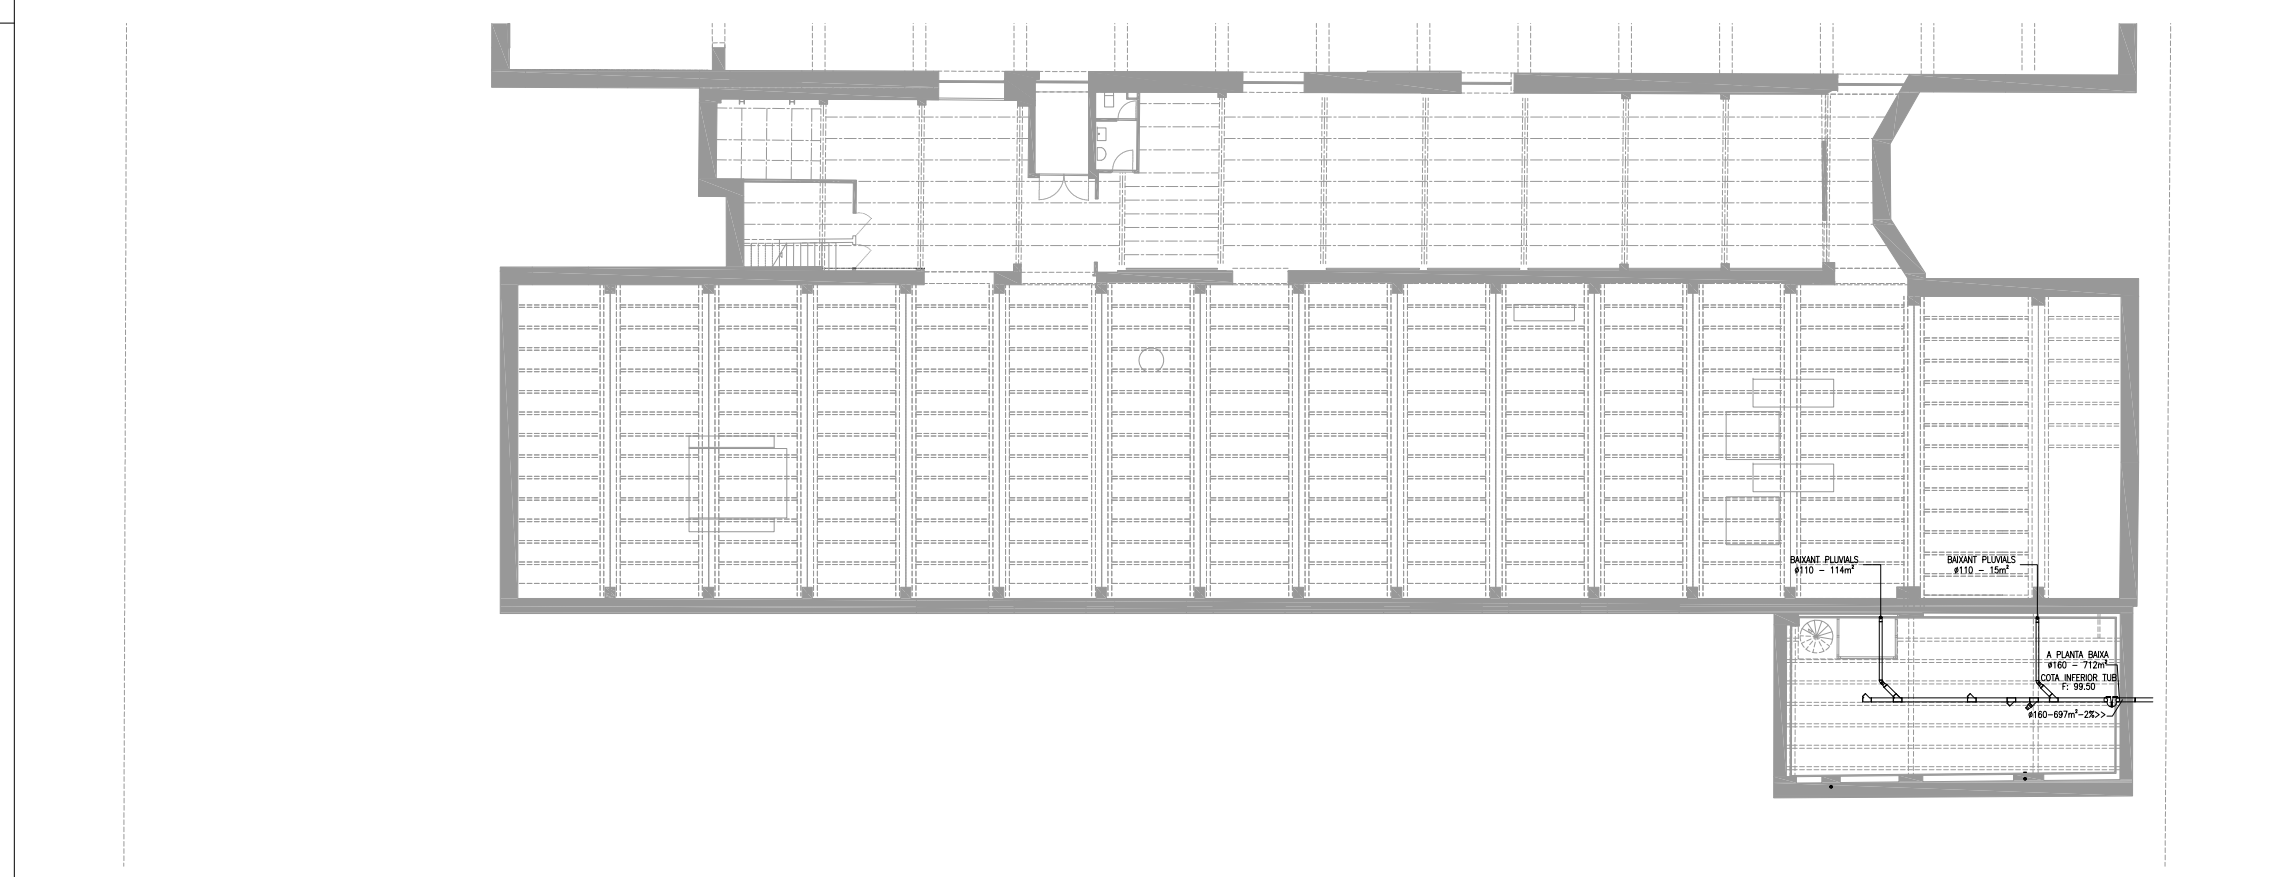 BAIXANT PLUVIALS
ø110 - 114m²
BAIXANT PLUVIALS
ø110 - 15m²
A PLANTA BAIXA
ø160 - 712m²
COTA INFERIOR TUB
F: 99.50
ø160-697m²-2%>>